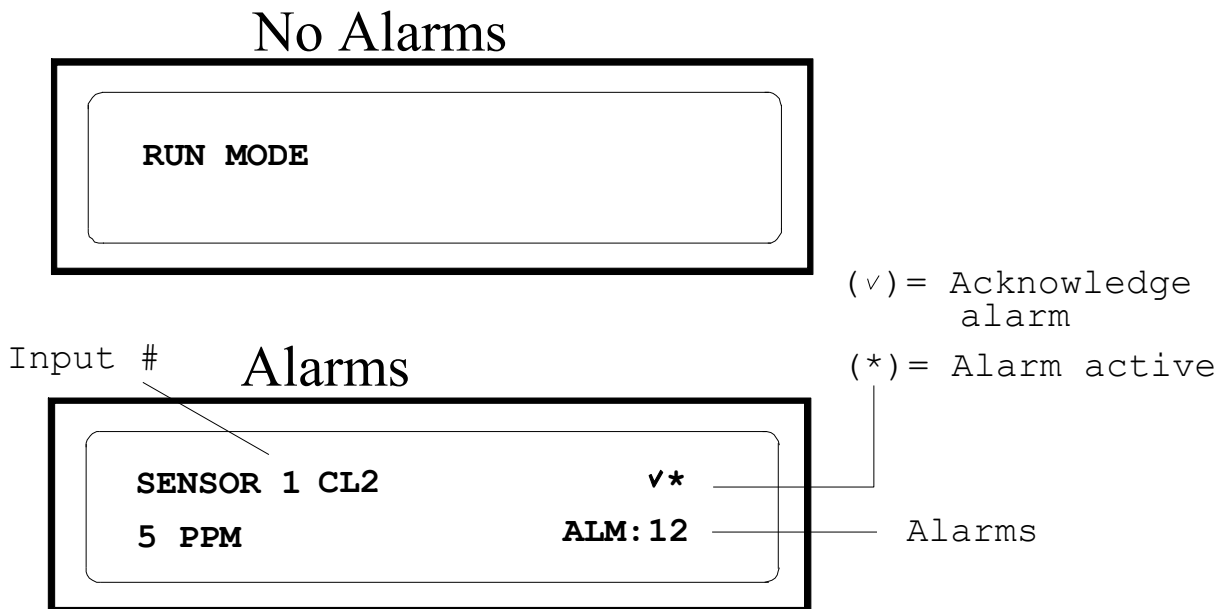 No Alarms
RUN MODE
(✓)= Acknowledge
alarm
Input #
Alarms
(*)= Alarm active
SENSOR 1 CL2 ✓*
5 PPM ALM:12
Alarms